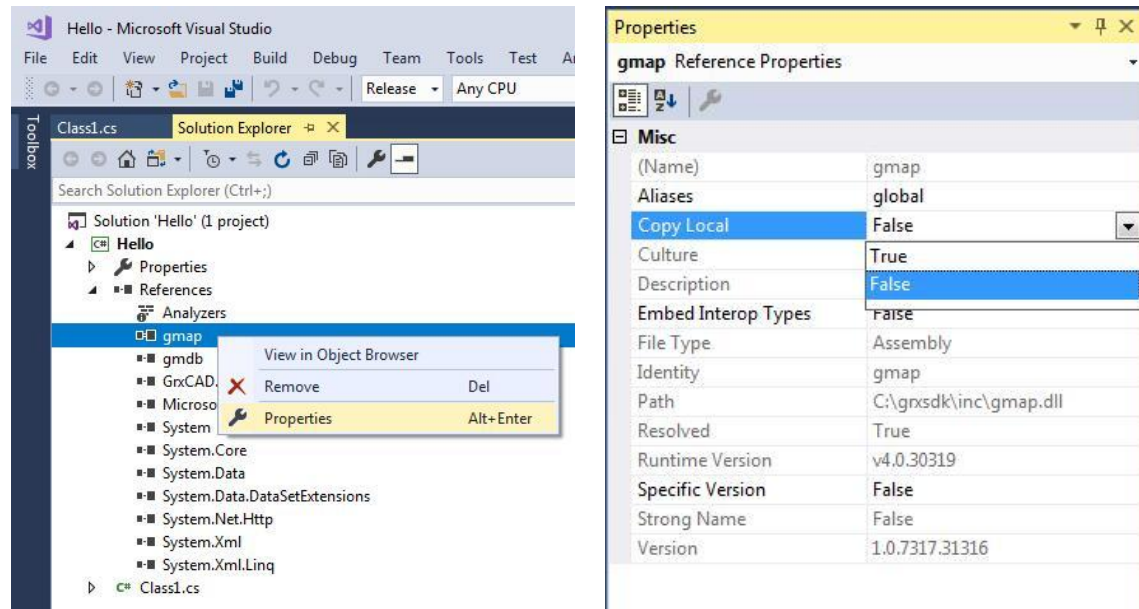 Hello - Microsoft Visual Studio
File Edit View Project Build Debug Team Tools Test
Release Any CPU
Toolbox
Class1.cs Solution Explorer
Search Solution Explorer (Ctrl+;)
Solution 'Hello' (1 project)
C# Hello
Properties
References
Analyzers
gmap
gmdb
GrxCAD.
Microso
System
System.Core
System.Data
System.Data.DataSetExtensions
System.Net.Http
System.Xml
System.Xml.Linq
C# Class1.cs
View in Object Browser
Remove Del
Properties Alt+Enter
Properties
gmap Reference Properties
Misc
(Name) gmap
Aliases global
Copy Local False
Culture True
Description False
Embed Interop Types False
File Type Assembly
Identity gmap
Path C:\grxsdk\inc\gmap.dll
Resolved True
Runtime Version v4.0.30319
Specific Version False
Strong Name False
Version 1.0.7317.31316